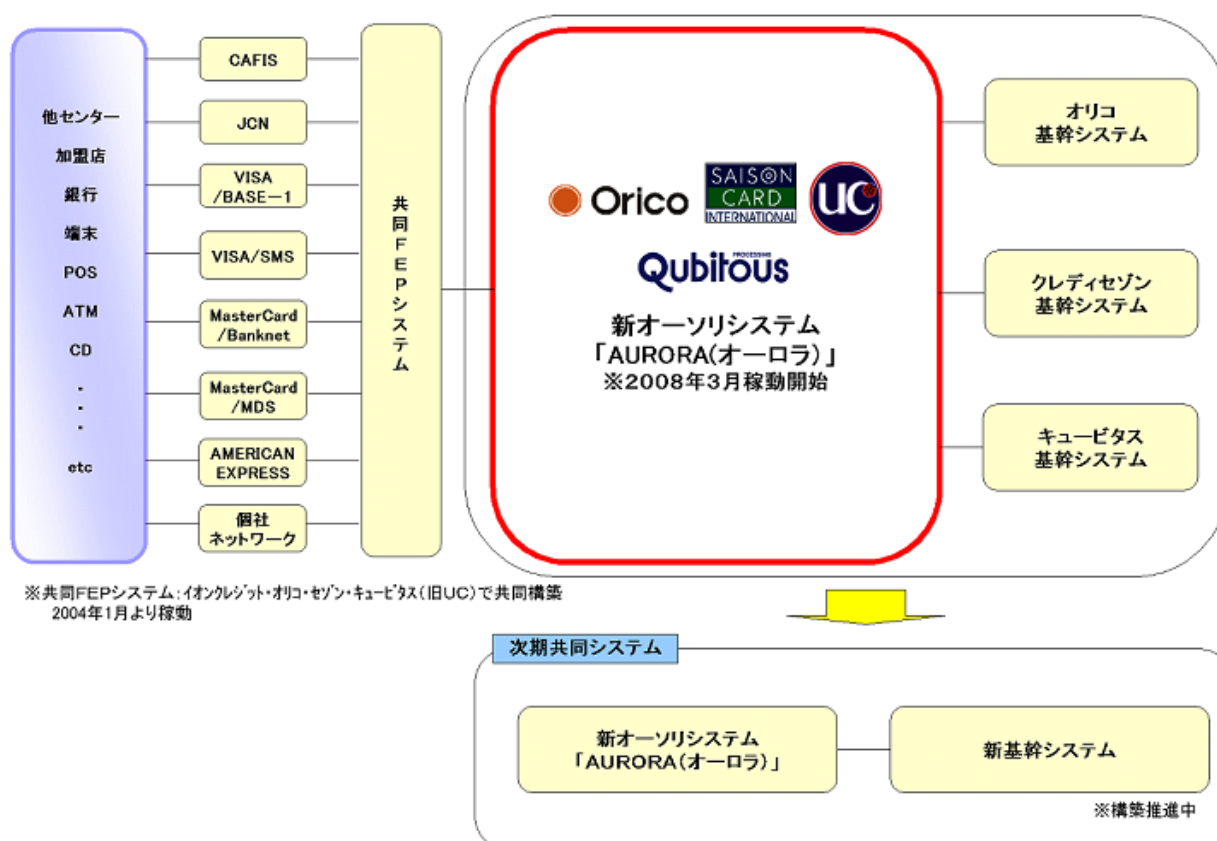 他センター
加盟店
銀行
端末
POS
ATM
CD
・
・
・
etc
CAFIS
JCN
VISA
/BASE－1
VISA/SMS
MasterCard
/Banknet
MasterCard
/MDS
AMERICAN
EXPRESS
個社
ネットワーク
共同FEPシステム
Orico
SAISON
CARD
INTERNATIONAL
UC
PROCESSING
Qubitous
新オーソリシステム
「AURORA(オーロラ)」
※2008年3月稼動開始
オリコ
基幹システム
クレディセゾン
基幹システム
キュービタス
基幹システム
※共同FEPシステム：ｲｵﾝｸﾚｼﾞｯﾄ・ｵﾘｺ・ｾｿﾞﾝ・ｷｭｰﾋﾞﾀｽ(旧UC)で共同構築
2004年1月より稼動
次期共同システム
新オーソリシステム
「AURORA(オーロラ)」
新基幹システム
※構築推進中